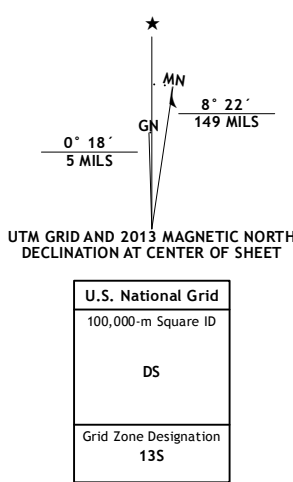 ★
MN
GN
8° 22´
149 MILS
0° 18´
5 MILS
UTM GRID AND 2013 MAGNETIC NORTH
DECLINATION AT CENTER OF SHEET
U.S. National Grid
100,000-m Square ID
DS
Grid Zone Designation
13S